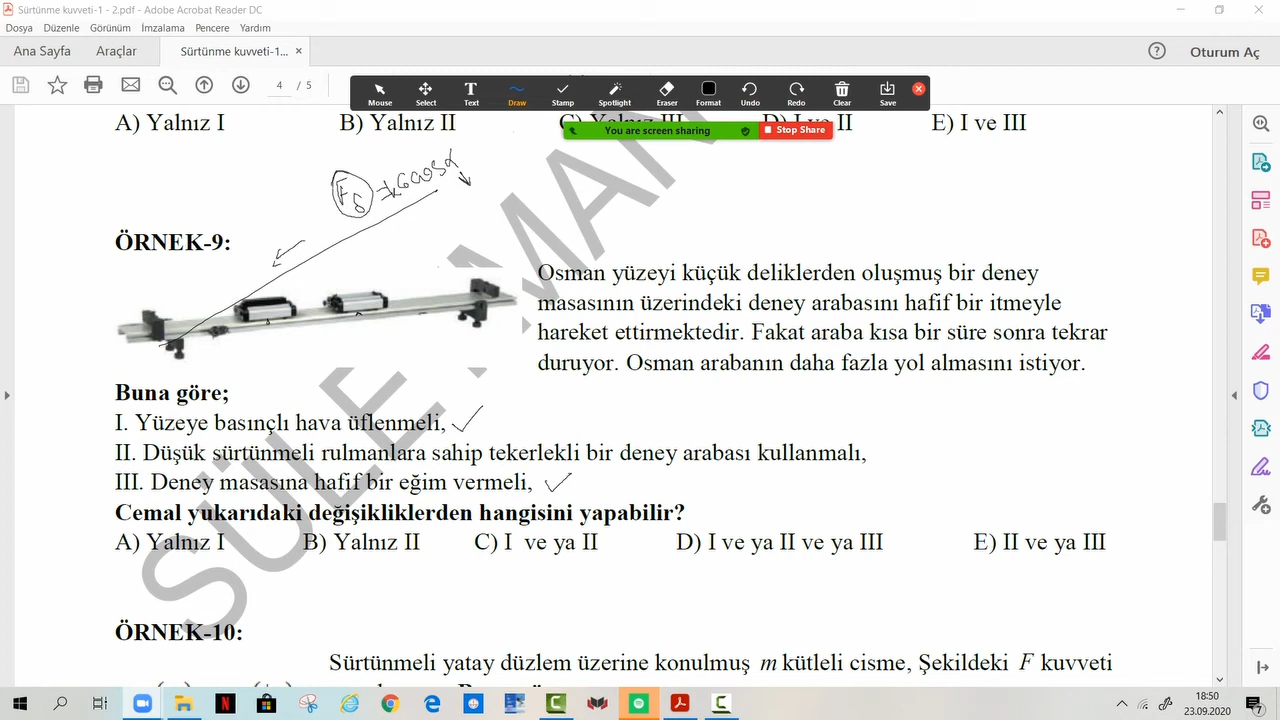 Sürtünme kuvveti-1 - 2.pdf - Adobe Acrobat Reader DC
Dosya Düzenle Görünüm İmzalama Pencere Yardım
Ana Sayfa Araçlar Sürtünme kuvveti-1... × Oturum Aç
4 / 5
Mouse Select Text Draw Stamp Spotlight Eraser Format Undo Redo Clear Save
You are screen sharing Stop Share
A) Yalnız I B) Yalnız II C) Yalnız III D) I ve II E) I ve III
ÖRNEK-9:
Osman yüzeyi küçük deliklerden oluşmuş bir deney
masasının üzerindeki deney arabasını hafif bir itmeyle
hareket ettirmektedir. Fakat araba kısa bir süre sonra tekrar
duruyor. Osman arabanın daha fazla yol almasını istiyor.
Buna göre;
I. Yüzeye basınçlı hava üflenmeli,
II. Düşük sürtünmeli rulmanlara sahip tekerlekli bir deney arabası kullanmalı,
III. Deney masasına hafif bir eğim vermeli,
Cemal yukarıdaki değişikliklerden hangisini yapabilir?
A) Yalnız I B) Yalnız II C) I ve ya II D) I ve ya II ve ya III E) II ve ya III
ÖRNEK-10:
Sürtünmeli yatay düzlem üzerine konulmuş m kütleli cisme, Şekildeki F kuvveti
SÜLEYMAN
18:50
23.09.2020
7